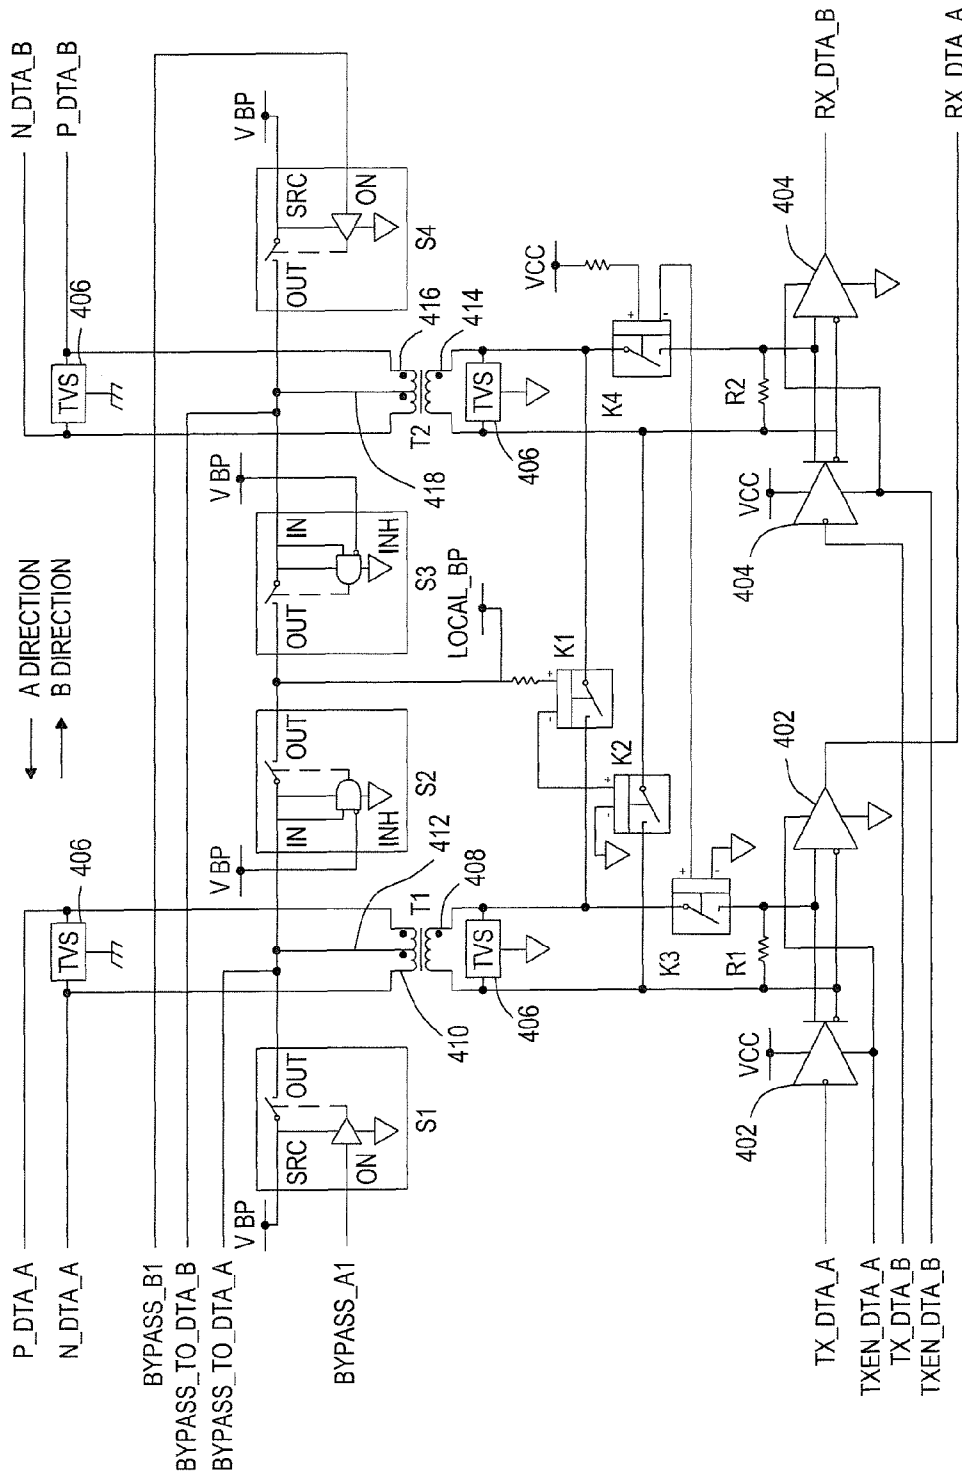 A DIRECTION
B DIRECTION
P_DTA_A
N_DTA_A
BYPASS_B1
BYPASS_TO_DTA_B
BYPASS_TO_DTA_A
BYPASS_A1
N_DTA_B
P_DTA_B
TVS
406
TVS
406
V BP
SRC
OUT
ON
S1
V BP
IN
OUT
INH
S2
OUT
IN
INH
S3
V BP
OUT
SRC
ON
S4
V BP
410
T1
408
412
418
T2
416
414
TVS
406
TVS
406
LOCAL_BP
K1
+
-
K2
+
-
K3
+
-
K4
+
-
VCC
R1
R2
VCC
402
402
VCC
404
404
TX_DTA_A
TXEN_DTA_A
TX_DTA_B
TXEN_DTA_B
RX_DTA_B
RX_DTA_A